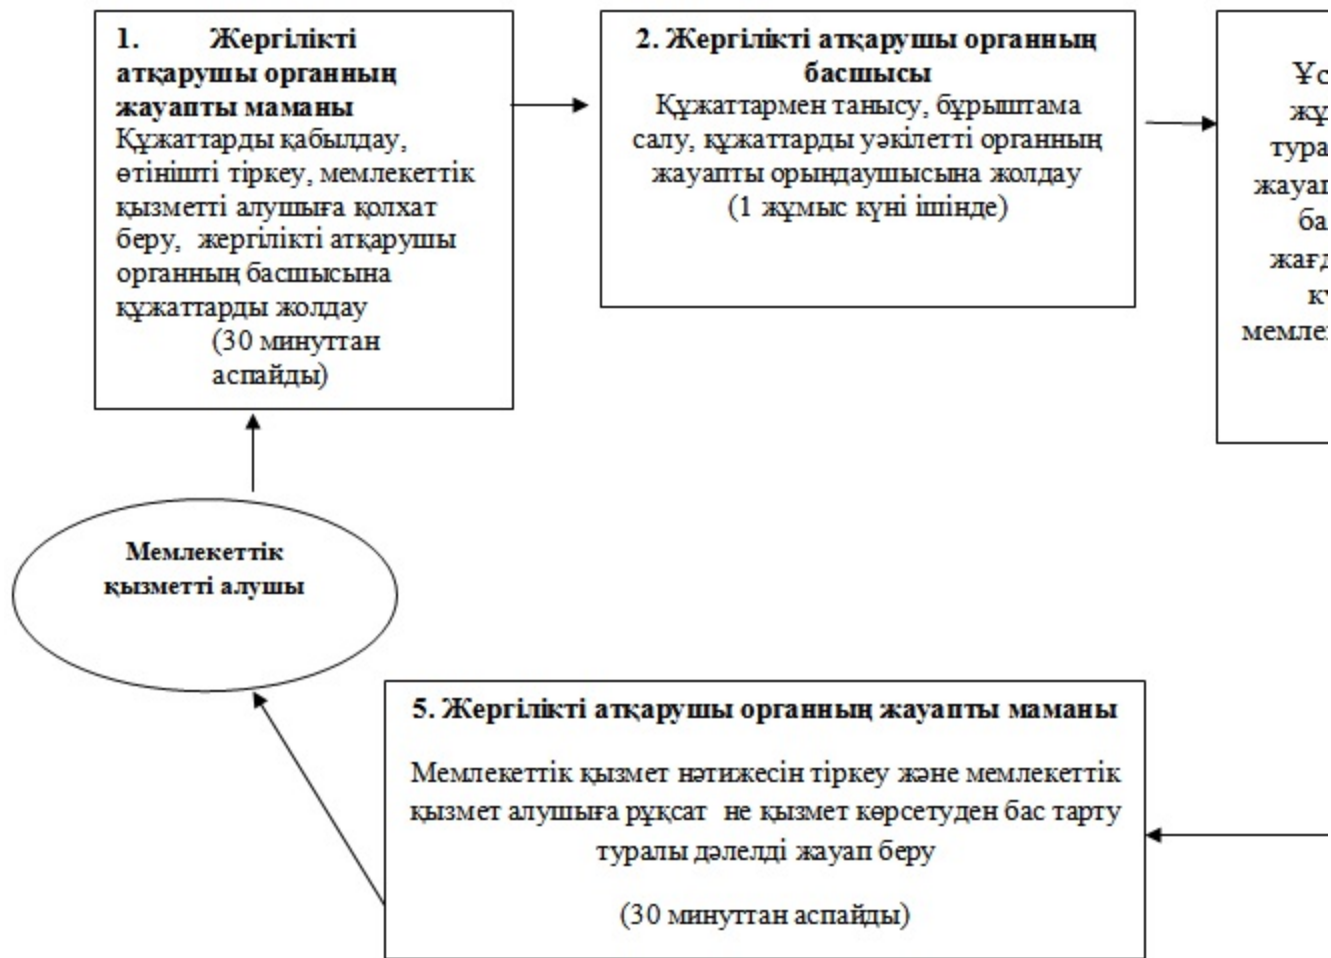 1. Жергілікті
атқарушы органның
жауапты маманы
Құжаттарды қабылдау,
өтінішті тіркеу, мемлекеттік
қызметті алушыға қолхат
беру, жергілікті атқарушы
органның басшысына
құжаттарды жолдау
(30 минуттан
аспайды)
2. Жергілікті атқарушы органның
басшысы
Құжаттармен танысу, бұрыштама
салу, құжаттарды уәкілетті органның
жауапты орындаушысына жолдау
(1 жұмыс күні ішінде)
Мемлекеттік
қызметті алушы
5. Жергілікті атқарушы органның жауапты маманы
Мемлекеттік қызмет нәтижесін тіркеу және мемлекеттік
қызмет алушыға рұқсат не қызмет көрсетуден бас тарту
туралы дәлелді жауап беру
(30 минуттан аспайды)